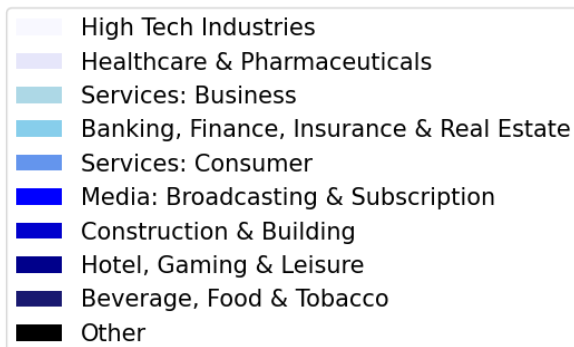 High Tech Industries
Healthcare & Pharmaceuticals
Services: Business
Banking, Finance, Insurance & Real Estate
Services: Consumer
Media: Broadcasting & Subscription
Construction & Building
Hotel, Gaming & Leisure
Beverage, Food & Tobacco
Other